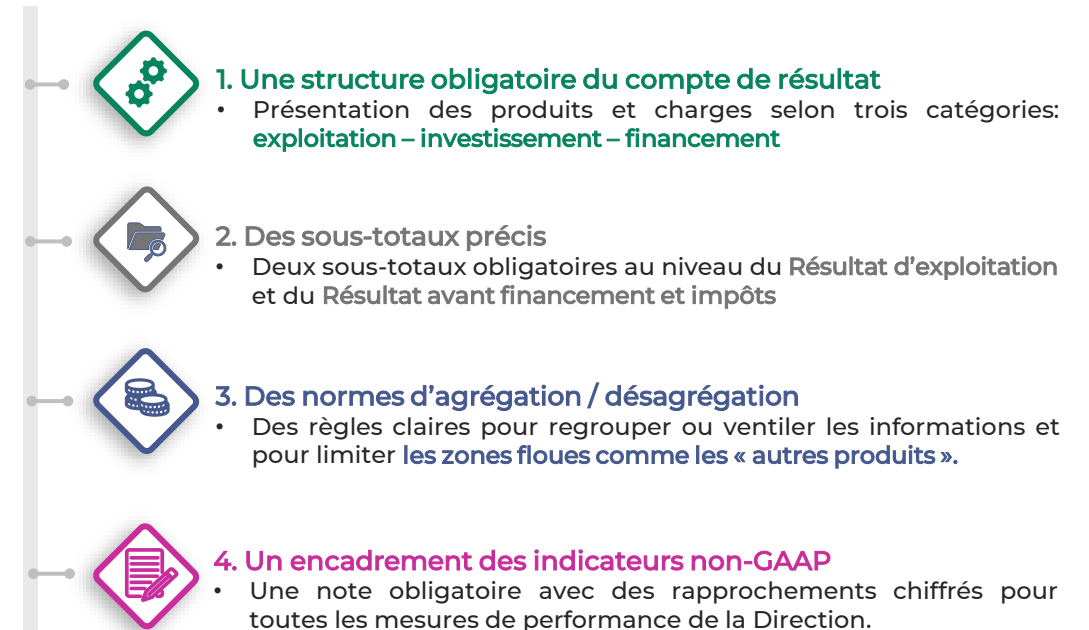 1. Une structure obligatoire du compte de résultat
• Présentation des produits et charges selon trois catégories:
exploitation – investissement – financement
2. Des sous-totaux précis
• Deux sous-totaux obligatoires au niveau du Résultat d’exploitation
et du Résultat avant financement et impôts
3. Des normes d’agrégation / désagrégation
• Des règles claires pour regrouper ou ventiler les informations et
pour limiter les zones floues comme les « autres produits ».
4. Un encadrement des indicateurs non-GAAP
• Une note obligatoire avec des rapprochements chiffrés pour
toutes les mesures de performance de la Direction.